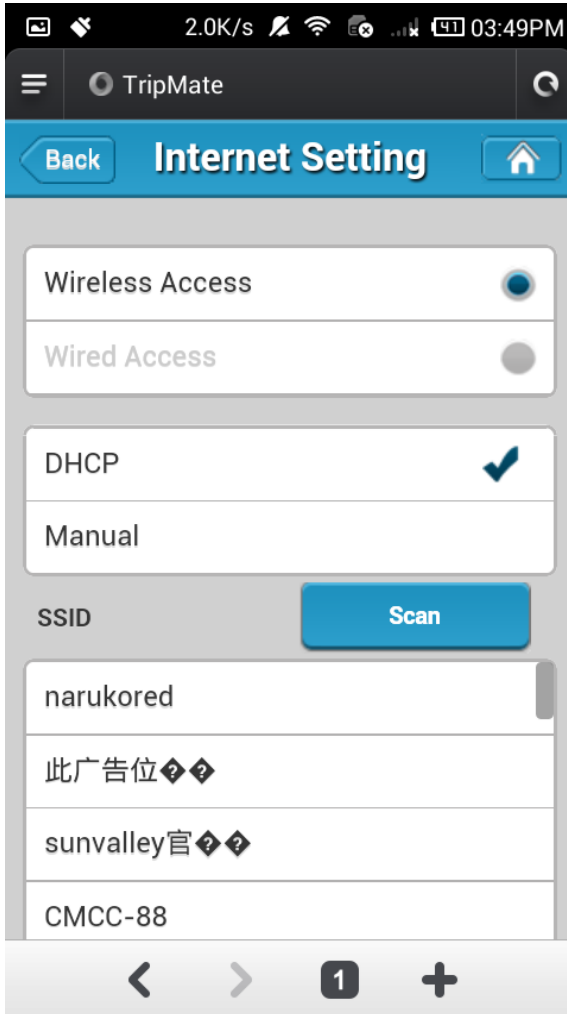 2.0K/s 41 03:49PM
TripMate
Back Internet Setting
Wireless Access
Wired Access
DHCP
Manual
SSID Scan
narukored
此广告位��
sunvalley官��
CMCC-88
1